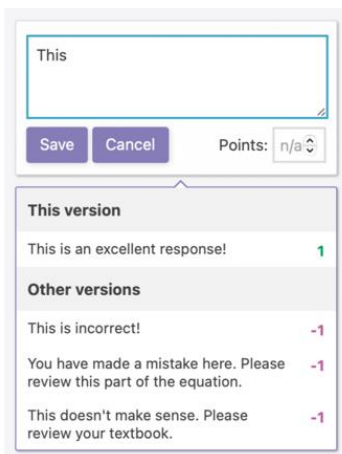 This
Save Cancel Points: n/a
This version
This is an excellent response! 1
Other versions
This is incorrect! -1
You have made a mistake here. Please -1
review this part of the equation.
This doesn't make sense. Please -1
review your textbook.